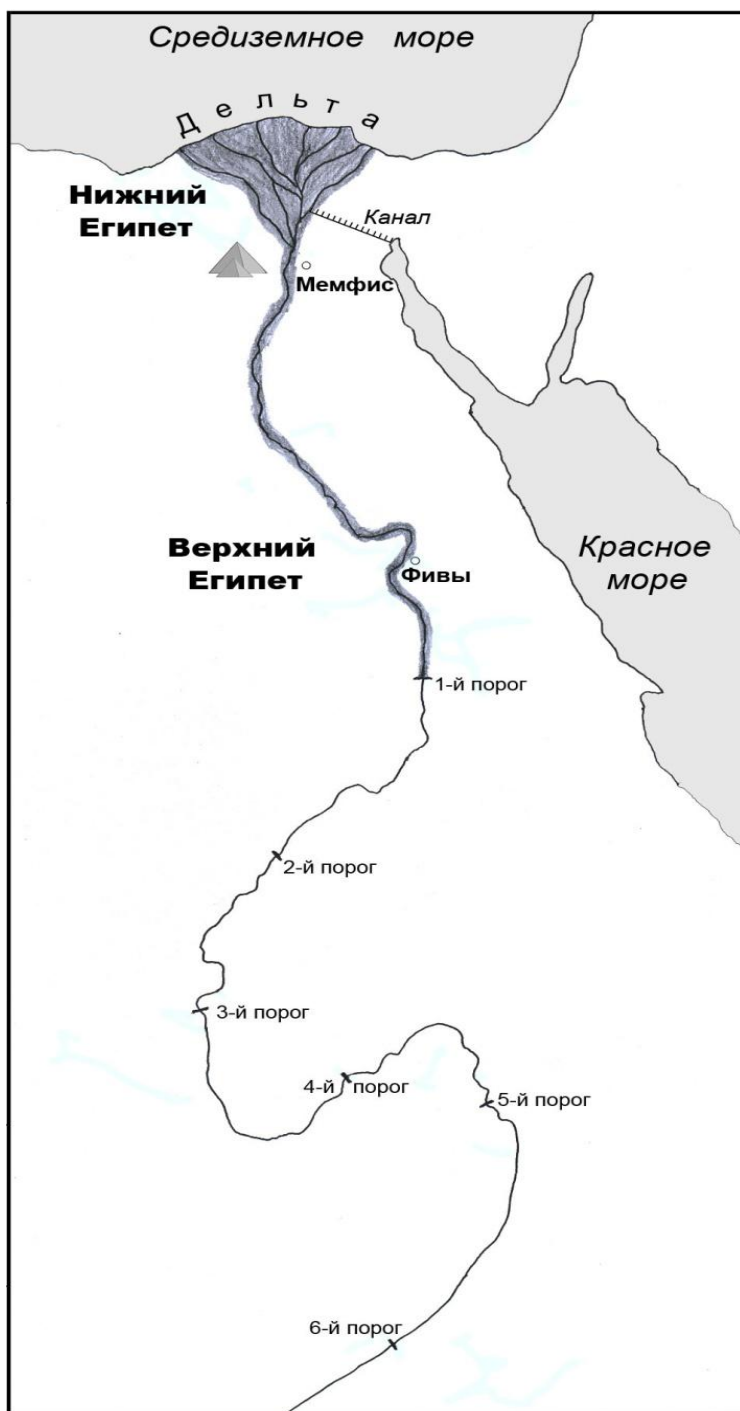 Средиземное море
Дельта
Нижний
Египет
Канал
Мемфис
Верхний
Египет
Фивы
Красное
море
1-й порог
2-й порог
3-й порог
4-й порог
5-й порог
6-й порог